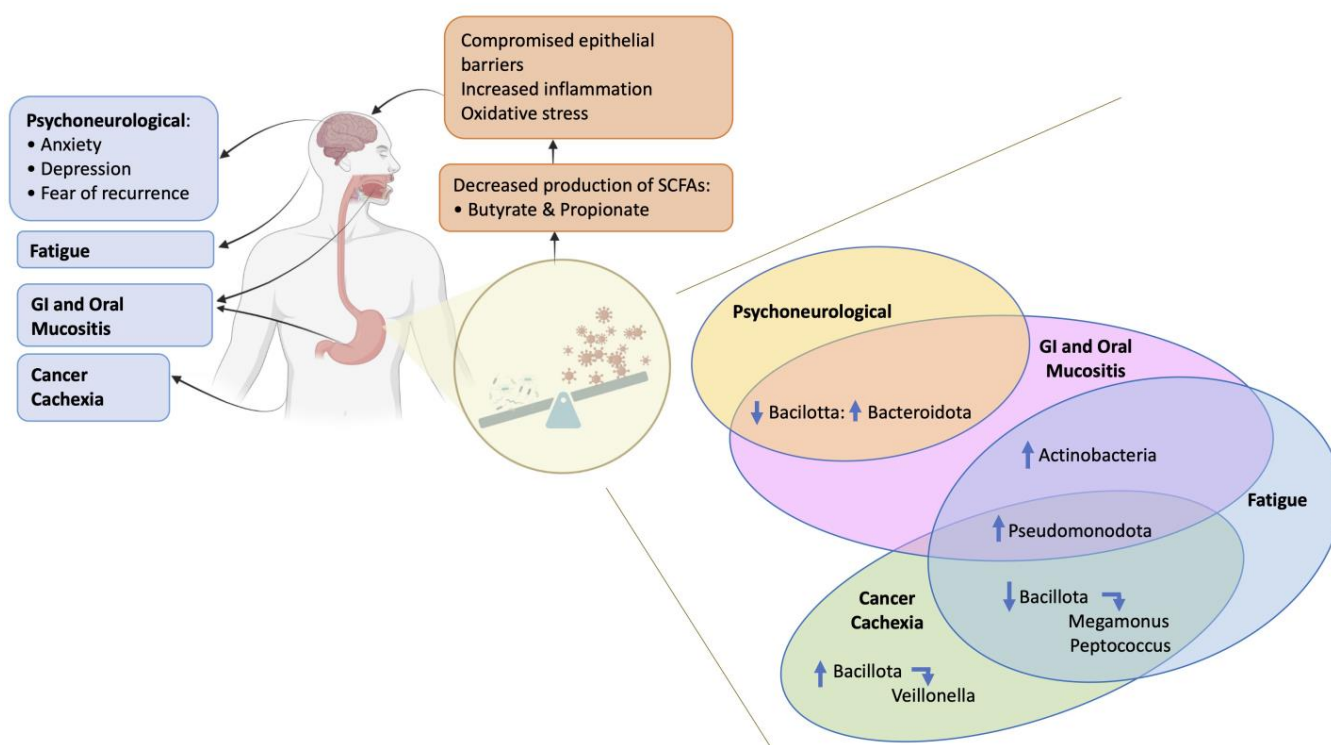 Compromised epithelial
barriers
Increased inflammation
Oxidative stress
Psychoneurological:
• Anxiety
• Depression
• Fear of recurrence
Decreased production of SCFAs:
• Butyrate & Propionate
Fatigue
GI and Oral
Mucositis
Cancer
Cachexia
Psychoneurological
GI and Oral
Mucositis
Bacilotta: Bacteroidota
Actinobacteria
Fatigue
Pseudomonodota
Cancer
Cachexia
Bacillota
Megamonus
Peptococcus
Bacillota
Veillonella